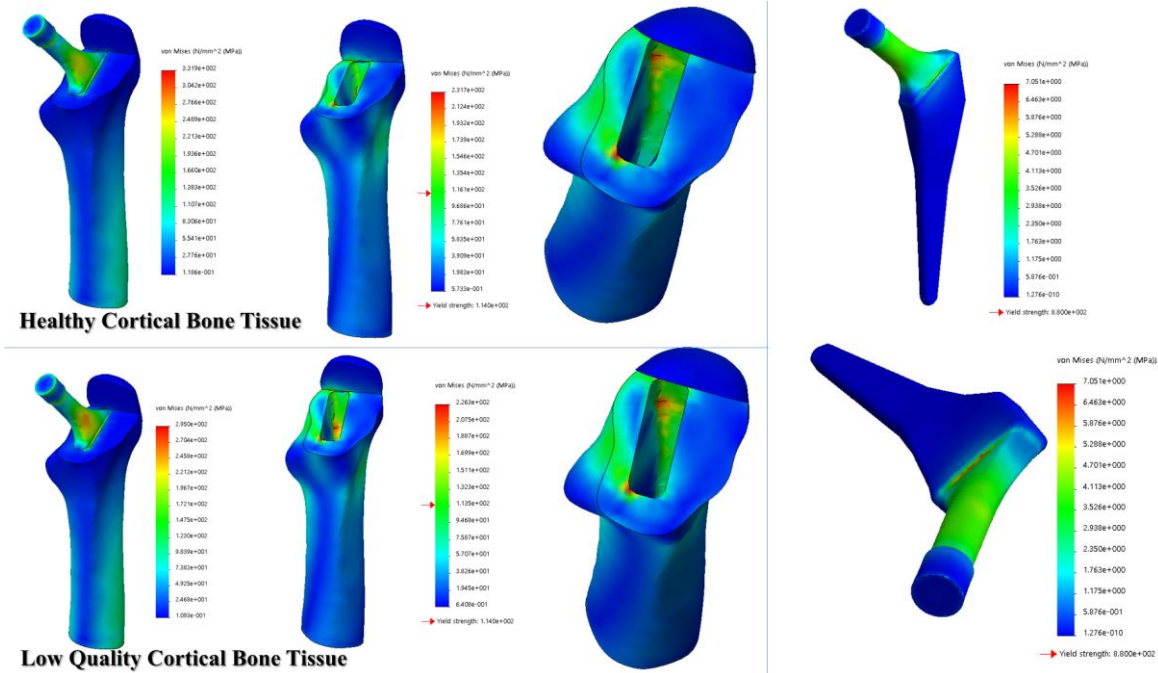 von Mises (N/mm^2 (MPa))
3.319e+002
3.042e+002
2.766e+002
2.489e+002
2.213e+002
1.936e+002
1.660e+002
1.383e+002
1.107e+002
8.308e+001
5.541e+001
2.776e+001
1.186e-001
von Mises (N/mm^2 (MPa))
2.317e+002
2.124e+002
1.932e+002
1.739e+002
1.546e+002
1.354e+002
1.161e+002
9.686e+001
7.761e+001
5.835e+001
3.909e+001
1.983e+001
5.733e-001
Yield strength: 1.140e+002
Healthy Cortical Bone Tissue
von Mises (N/mm^2 (MPa))
7.051e+000
6.463e+000
5.876e+000
5.288e+000
4.701e+000
4.113e+000
3.526e+000
2.938e+000
2.350e+000
1.763e+000
1.175e+000
5.876e-001
1.276e-010
Yield strength: 8.800e+002
von Mises (N/mm^2 (MPa))
2.950e+002
2.704e+002
2.458e+002
2.212e+002
1.967e+002
1.721e+002
1.475e+002
1.230e+002
9.839e+001
7.382e+001
4.925e+001
2.468e+001
1.093e-001
von Mises (N/mm^2 (MPa))
2.263e+002
2.075e+002
1.887e+002
1.699e+002
1.511e+002
1.323e+002
1.135e+002
9.468e+001
7.587e+001
5.707e+001
3.826e+001
1.945e+001
6.408e-001
Yield strength: 1.140e+002
Low Quality Cortical Bone Tissue
von Mises (N/mm^2 (MPa))
7.051e+000
6.463e+000
5.876e+000
5.288e+000
4.701e+000
4.113e+000
3.526e+000
2.938e+000
2.350e+000
1.763e+000
1.175e+000
5.876e-001
1.276e-010
Yield strength: 8.800e+002